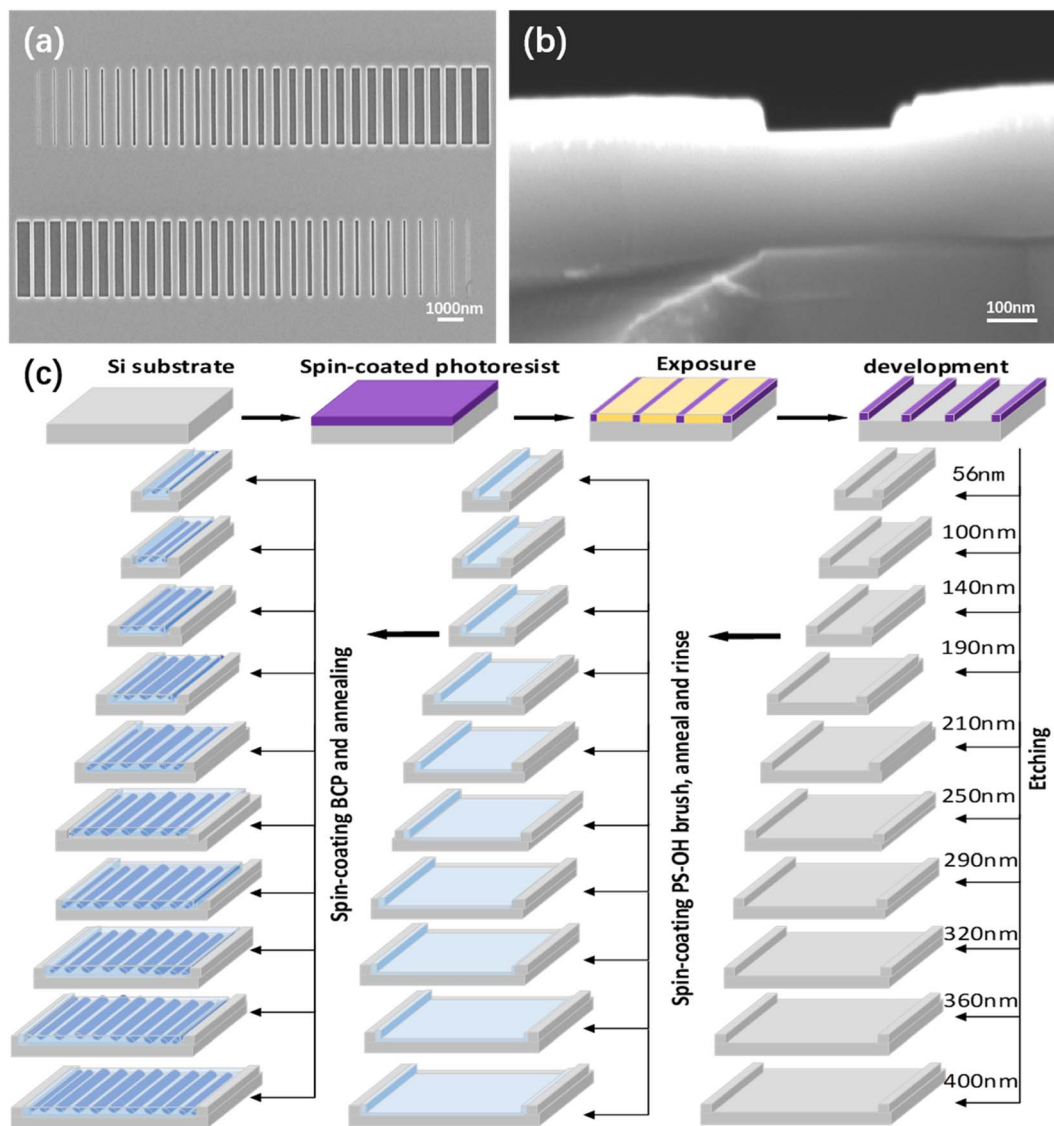 (a)
1000nm
(b)
100nm
(c)
Si substrate
Spin-coated photoresist
Exposure
development
56nm
100nm
140nm
190nm
210nm
250nm
290nm
320nm
360nm
400nm
Etching
Spin-coating PS-OH brush, anneal and rinse
Spin-coating BCP and annealing